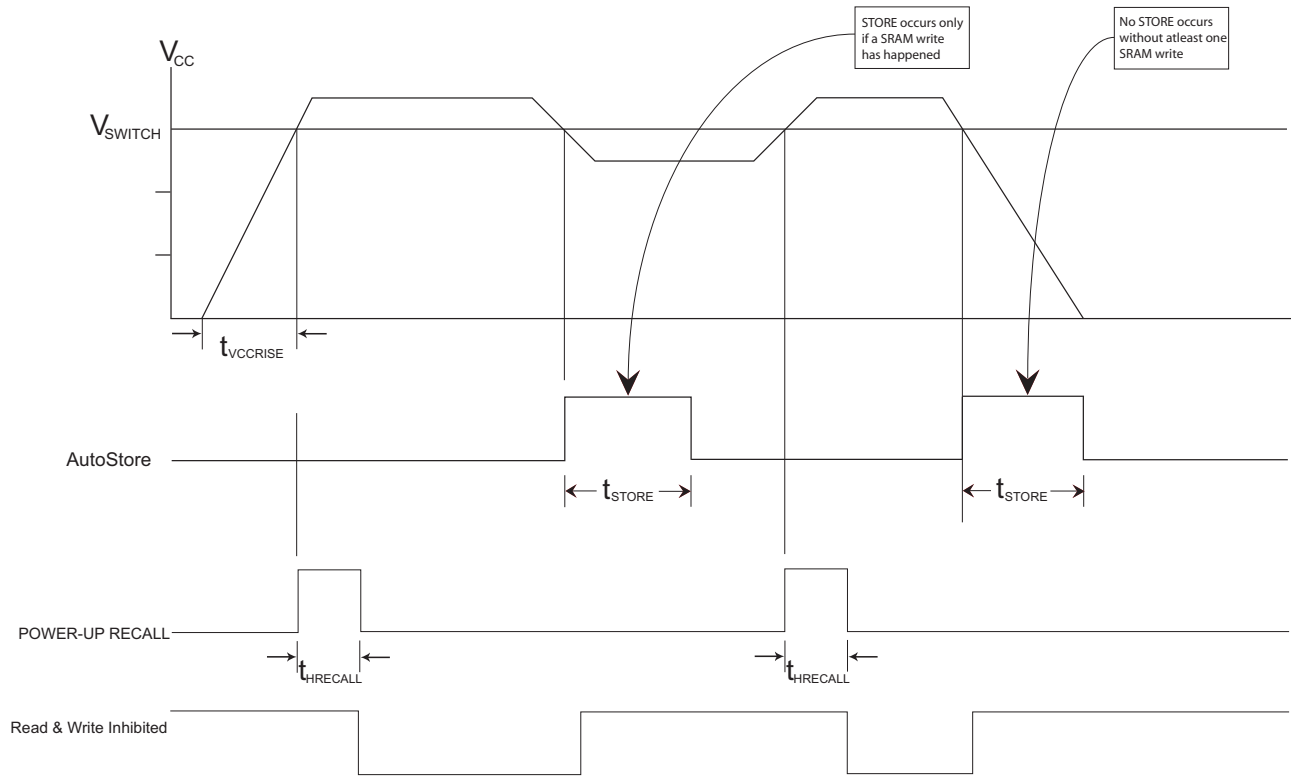 STORE occurs only
if a SRAM write
has happened
No STORE occurs
without atleast one
SRAM write
VCC
VSWITCH
tVCCRISE
AutoStore
tSTORE
tSTORE
POWER-UP RECALL
tHRECALL
tHRECALL
Read & Write Inhibited